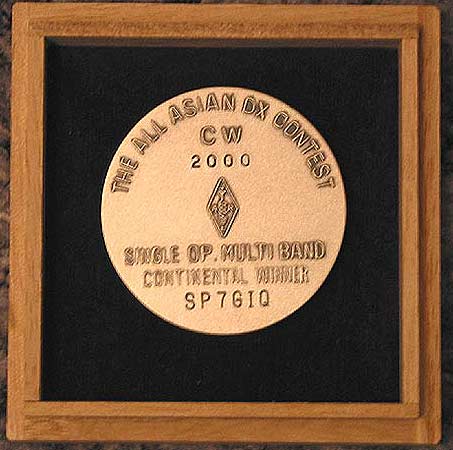 THE ALL ASIAN DX CONTEST
CW
2000
SINGLE OP. MULTI BAND
CONTINENTAL WINNER
SP7GIQ